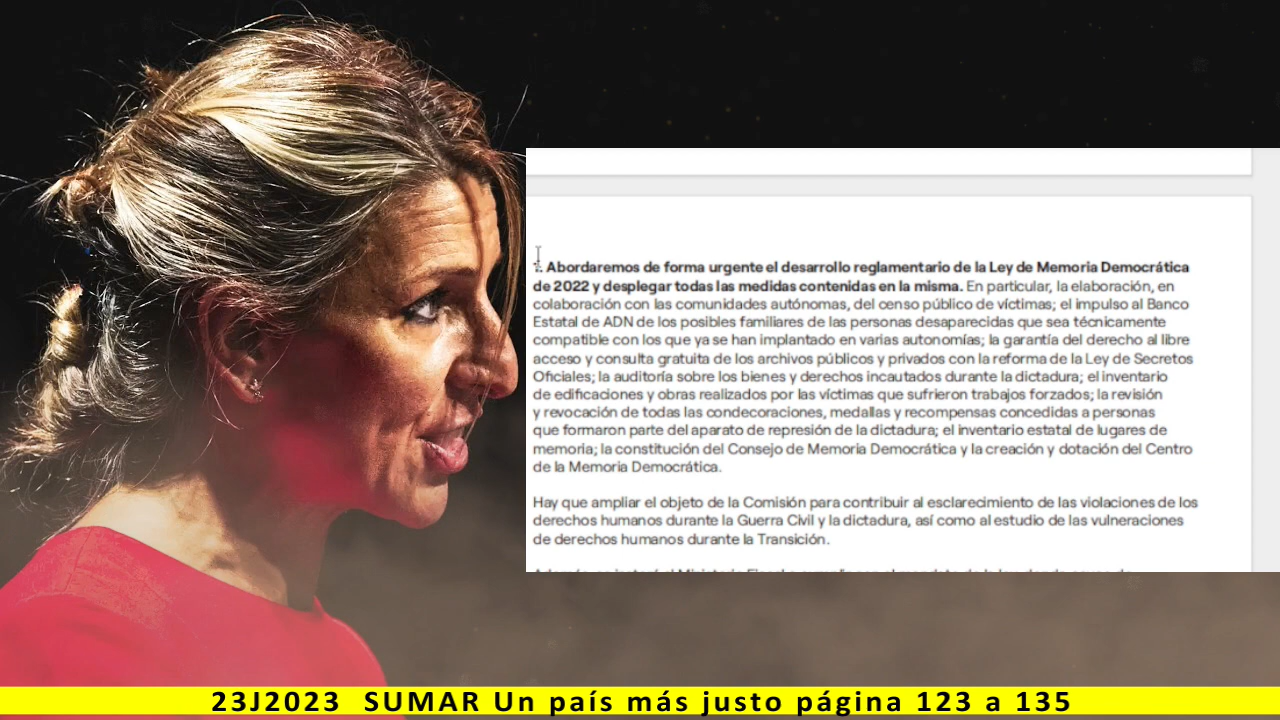 1. Abordaremos de forma urgente el desarrollo reglamentario de la Ley de Memoria Democrática
de 2022 y desplegar todas las medidas contenidas en la misma. En particular, la elaboración, en
colaboración con las comunidades autónomas, del censo público de víctimas; el impulso al Banco
Estatal de ADN de los posibles familiares de las personas desaparecidas que sea técnicamente
compatible con los que ya se han implantado en varias autonomías; la garantía del derecho al libre
acceso y consulta gratuita de los archivos públicos y privados con la reforma de la Ley de Secretos
Oficiales; la auditoría sobre los bienes y derechos incautados durante la dictadura; el inventario
de edificaciones y obras realizados por las víctimas que sufrieron trabajos forzados; la revisión
y revocación de todas las condecoraciones, medallas y recompensas concedidas a personas
que formaron parte del aparato de represión de la dictadura; el inventario estatal de lugares de
memoria; la constitución del Consejo de Memoria Democrática y la creación y dotación del Centro
de la Memoria Democrática.
Hay que ampliar el objeto de la Comisión para contribuir al esclarecimiento de las violaciones de los
derechos humanos durante la Guerra Civil y la dictadura, así como al estudio de las vulneraciones
de derechos humanos durante la Transición.
23J2023 SUMAR Un país más justo página 123 a 135